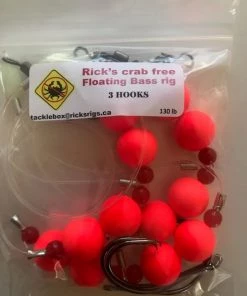 Rick's crab free
Floating Bass rig
3 HOOKS
tacklebox@ricksrigs.ca
130 lb